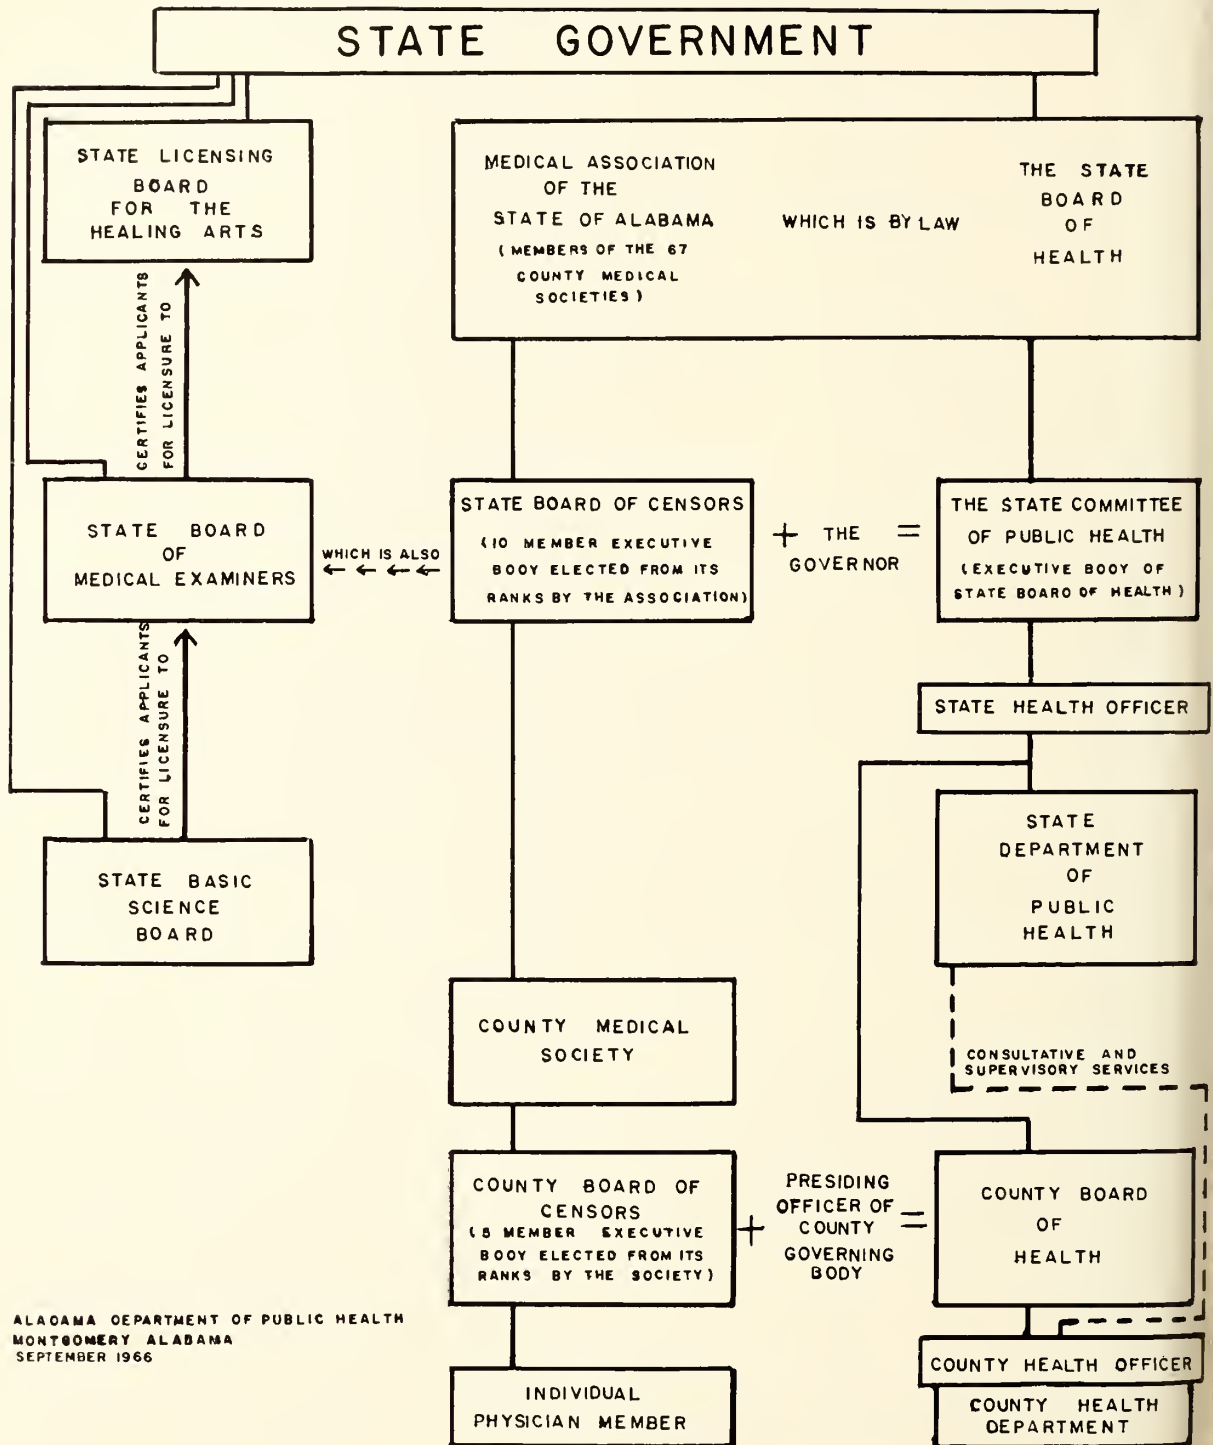 STATE GOVERNMENT
STATE LICENSING
BOARD
FOR THE
HEALING ARTS
MEDICAL ASSOCIATION
OF THE
STATE OF ALABAMA
(MEMBERS OF THE 67
COUNTY MEDICAL
SOCIETIES)
WHICH IS BY LAW
THE STATE
BOARD
OF
HEALTH
CERTIFIES APPLICANTS
FOR LICENSURE TO
STATE BOARD
OF
MEDICAL EXAMINERS
WHICH IS ALSO
STATE BOARD OF CENSORS
(10 MEMBER EXECUTIVE
BODY ELECTED FROM ITS
RANKS BY THE ASSOCIATION)
+ THE =
GOVERNOR
THE STATE COMMITTEE
OF PUBLIC HEALTH
(EXECUTIVE BODY OF
STATE BOARD OF HEALTH)
CERTIFIES APPLICANTS
FOR LICENSURE TO
STATE HEALTH OFFICER
STATE BASIC
SCIENCE
BOARD
STATE
DEPARTMENT
OF
PUBLIC
HEALTH
COUNTY MEDICAL
SOCIETY
CONSULTATIVE AND
SUPERVISORY SERVICES
COUNTY BOARD OF
CENSORS
(5 MEMBER EXECUTIVE
BODY ELECTED FROM ITS
RANKS BY THE SOCIETY)
+
PRESIDING
OFFICER OF
COUNTY
GOVERNING
BODY
=
COUNTY BOARD
OF
HEALTH
ALABAMA DEPARTMENT OF PUBLIC HEALTH
MONTGOMERY ALABAMA
SEPTEMBER 1966
INDIVIDUAL
PHYSICIAN MEMBER
COUNTY HEALTH OFFICER
COUNTY HEALTH
DEPARTMENT